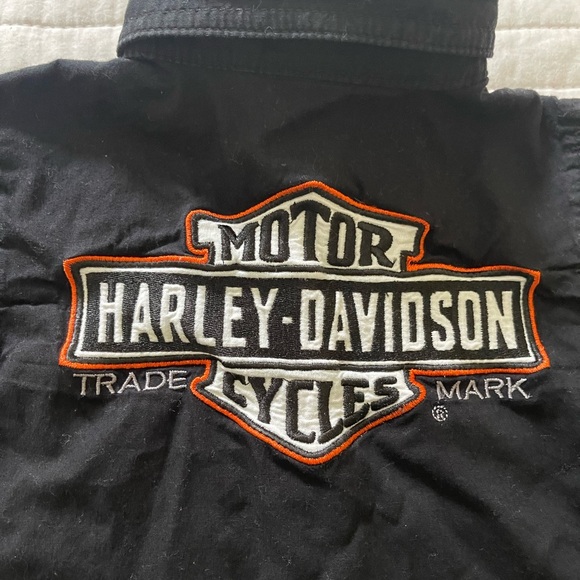 MOTOR
HARLEY-DAVIDSON
TRADE CYCLES MARK
®